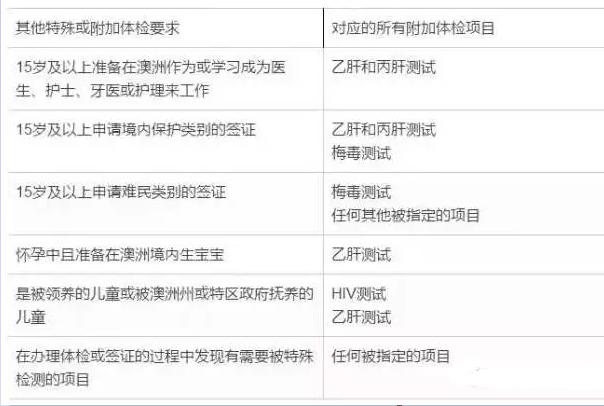 其他特殊或附加体检要求
对应的所有附加体检项目
15岁及以上准备在澳洲作为或学习成为医
生、护士、牙医或护理来工作
乙肝和丙肝测试
15岁及以上申请境内保护类别的签证
乙肝和丙肝测试
梅毒测试
15岁及以上申请难民类别的签证
梅毒测试
任何其他被指定的项目
怀孕中且准备在澳洲境内生宝宝
乙肝测试
是被领养的儿童或被澳洲州或特区政府抚养的
儿童
HIV测试
乙肝测试
在办理体检或签证的过程中发现有需要被特殊
检测的项目
任何被指定的项目